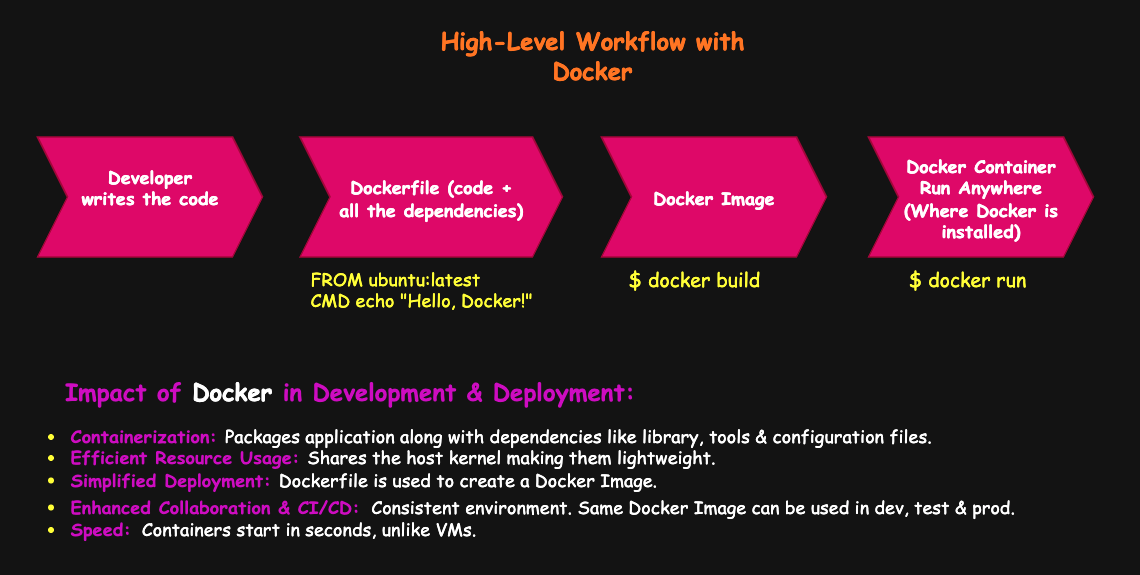 High-Level Workflow with
Docker
Developer
writes the code
Dockerfile (code +
all the dependencies)
Docker Image
Docker Container
Run Anywhere
(Where Docker is
installed)
FROM ubuntu:latest
CMD echo "Hello, Docker!"
$ docker build
$ docker run
Impact of Docker in Development & Deployment:
• Containerization: Packages application along with dependencies like library, tools & configuration files.
• Efficient Resource Usage: Shares the host kernel making them lightweight.
• Simplified Deployment: Dockerfile is used to create a Docker Image.
• Enhanced Collaboration & CI/CD: Consistent environment. Same Docker Image can be used in dev, test & prod.
• Speed: Containers start in seconds, unlike VMs.